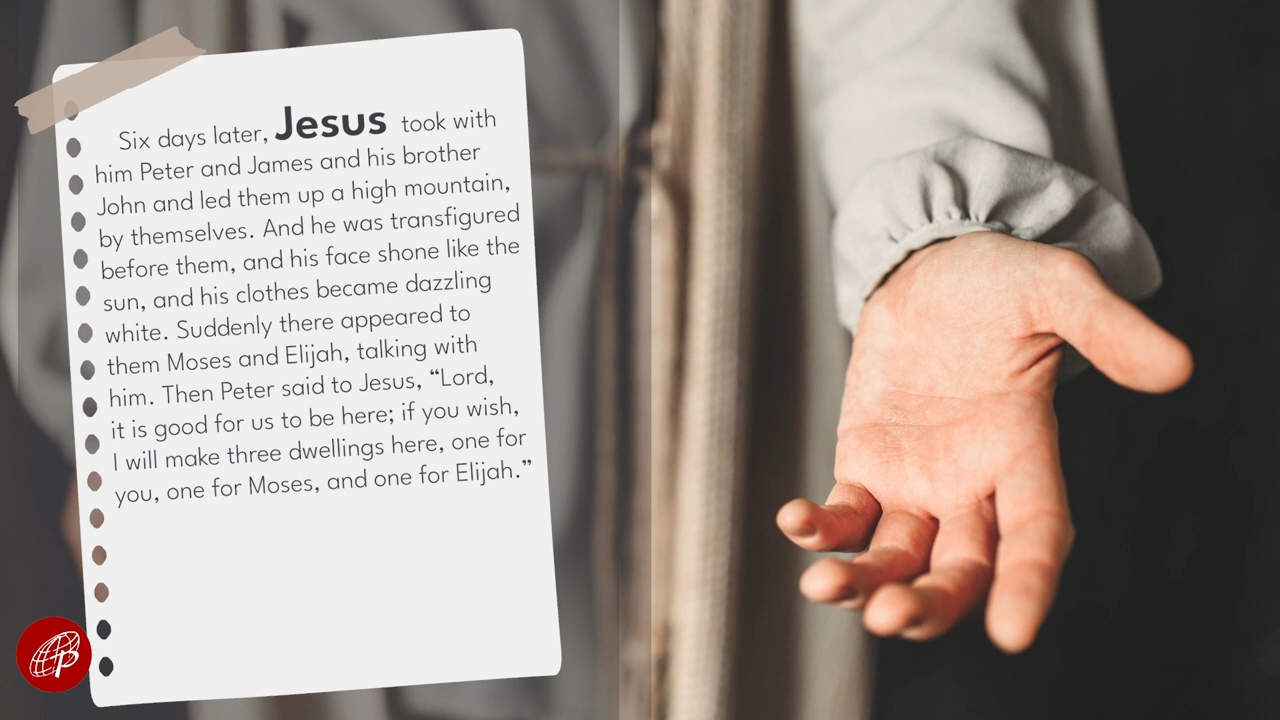 Six days later, Jesus took with
him Peter and James and his brother
John and led them up a high mountain,
by themselves. And he was transfigured
before them, and his face shone like the
sun, and his clothes became dazzling
white. Suddenly there appeared to
them Moses and Elijah, talking with
him. Then Peter said to Jesus, “Lord,
it is good for us to be here; if you wish,
I will make three dwellings here, one for
you, one for Moses, and one for Elijah.”